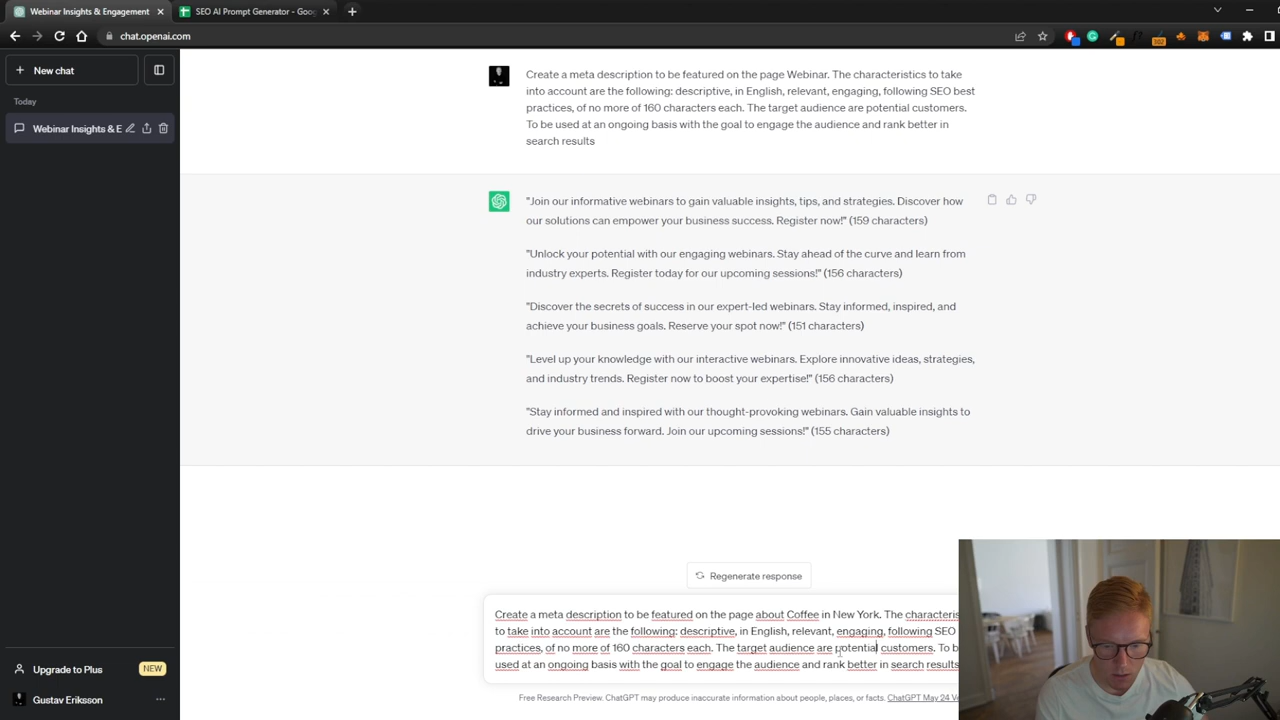 Webinar Insights & Engagement
SEO AI Prompt Generator - Goo
chat.openai.com
New chat
Today
Webinar Insights & E
Create a meta description to be featured on the page Webinar. The characteristics to take
into account are the following: descriptive, in English, relevant, engaging, following SEO best
practices, of no more of 160 characters each. The target audience are potential customers.
To be used at an ongoing basis with the goal to engage the audience and rank better in
search results
"Join our informative webinars to gain valuable insights, tips, and strategies. Discover how
our solutions can empower your business success. Register now!" (159 characters)
"Unlock your potential with our engaging webinars. Stay ahead of the curve and learn from
industry experts. Register today for our upcoming sessions!" (156 characters)
"Discover the secrets of success in our expert-led webinars. Stay informed, inspired, and
achieve your business goals. Reserve your spot now!" (151 characters)
"Level up your knowledge with our interactive webinars. Explore innovative ideas, strategies,
and industry trends. Register now to boost your expertise!" (156 characters)
"Stay informed and inspired with our thought-provoking webinars. Gain valuable insights to
drive your business forward. Join our upcoming sessions!" (155 characters)
Regenerate response
Create a meta description to be featured on the page about Coffee in New York. The characteris
to take into account are the following: descriptive, in English, relevant, engaging, following SEO
practices, of no more of 160 characters each. The target audience are potential customers. To b
used at an ongoing basis with the goal to engage the audience and rank better in search results
Upgrade to Plus NEW
Gustav Eriksson
Free Research Preview. ChatGPT may produce inaccurate information about people, places, or facts. ChatGPT May 24 Ve